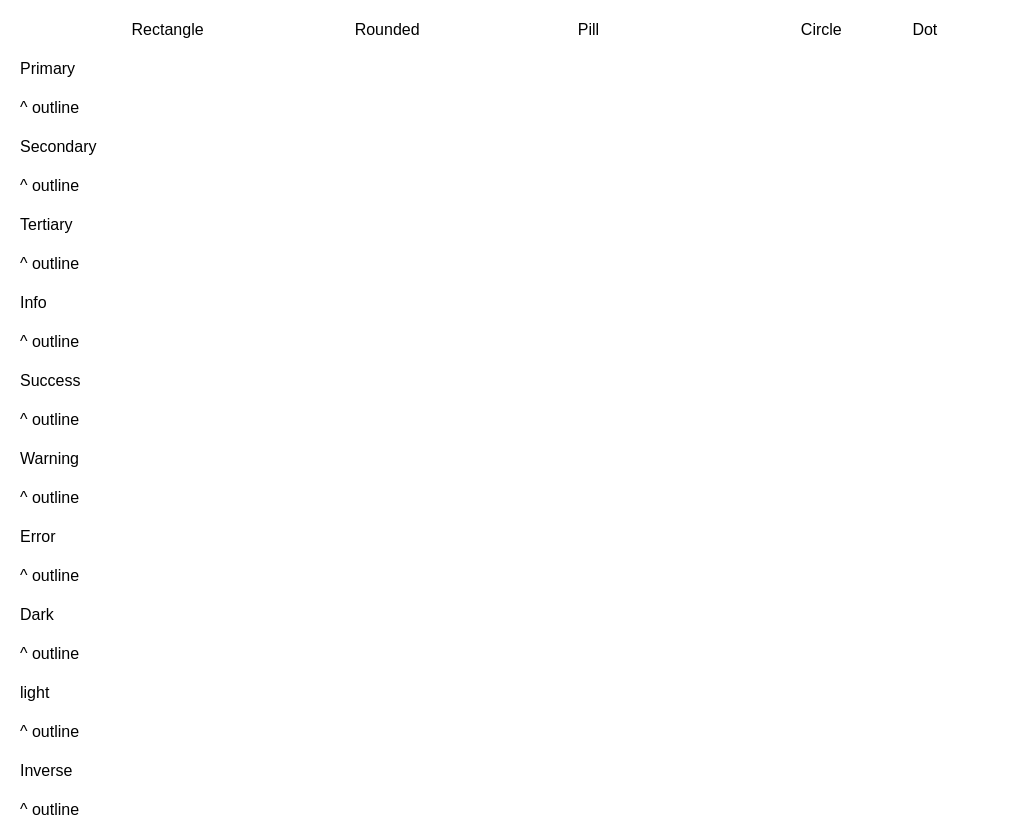 Rectangle Rounded Pill Circle Dot
Primary
^ outline
Secondary
^ outline
Tertiary
^ outline
Info
^ outline
Success
^ outline
Warning
^ outline
Error
^ outline
Dark
^ outline
light
^ outline
Inverse
^ outline